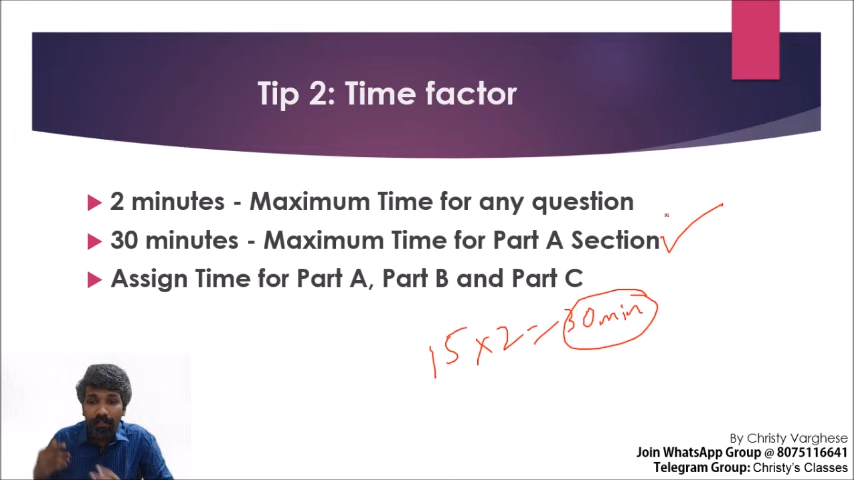 Tip 2: Time factor
2 minutes - Maximum Time for any question
30 minutes - Maximum Time for Part A Section
Assign Time for Part A, Part B and Part C
15 x 2 = 30 min
By Christy Varghese
Join WhatsApp Group @ 8075116641
Telegram Group: Christy's Classes